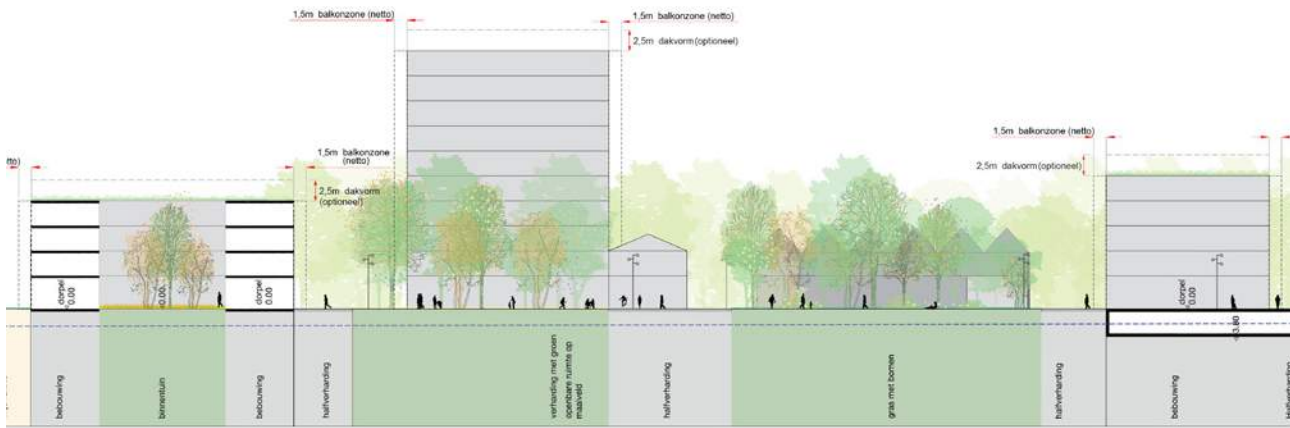 1,5m balkonzone (netto)
2,5m dakvorm (optioneel)
1,5m balkonzone (netto)
1,5m balkonzone (netto)
2,5m dakvorm (optioneel)
tto)
1,5m balkonzone
(netto)
2,5m dakvorm
(optioneel)
dorpel
0.00
0.00
dorpel
0.00
dorpel
0.00
bebouwing
binnentuin
bebouwing
halfverharding
verharding met groen
openbare ruimte op
maaiveld
halfverharding
gras met bomen
halfverharding
bebouwing
Halfverharding